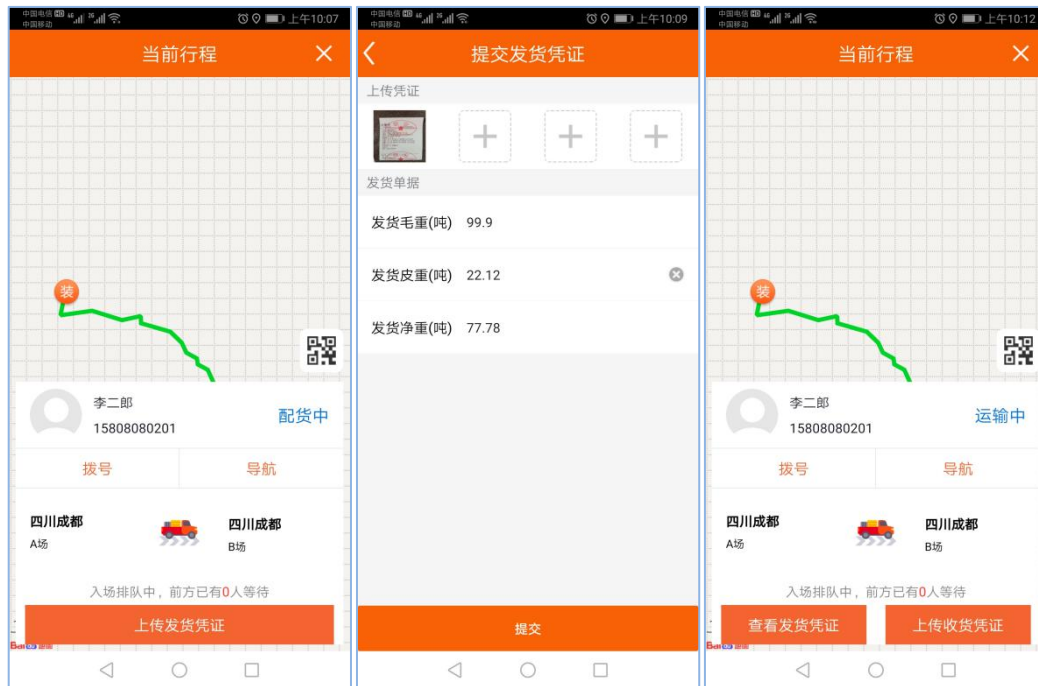 中国电信 HD 46 26
中国移动
上午10:07
当前行程
装
李二郎
15808080201
配货中
拨号
导航
四川成都
A场
四川成都
B场
入场排队中，前方已有0人等待
上传发货凭证
中国电信 HD 46
中国移动
上午10:09
提交发货凭证
上传凭证
发货单据
发货毛重(吨) 99.9
发货皮重(吨) 22.12
发货净重(吨) 77.78
提交
中国电信 HD 46
中国移动
上午10:12
当前行程
装
李二郎
15808080201
运输中
拨号
导航
四川成都
A场
四川成都
B场
入场排队中，前方已有0人等待
查看发货凭证
上传收货凭证